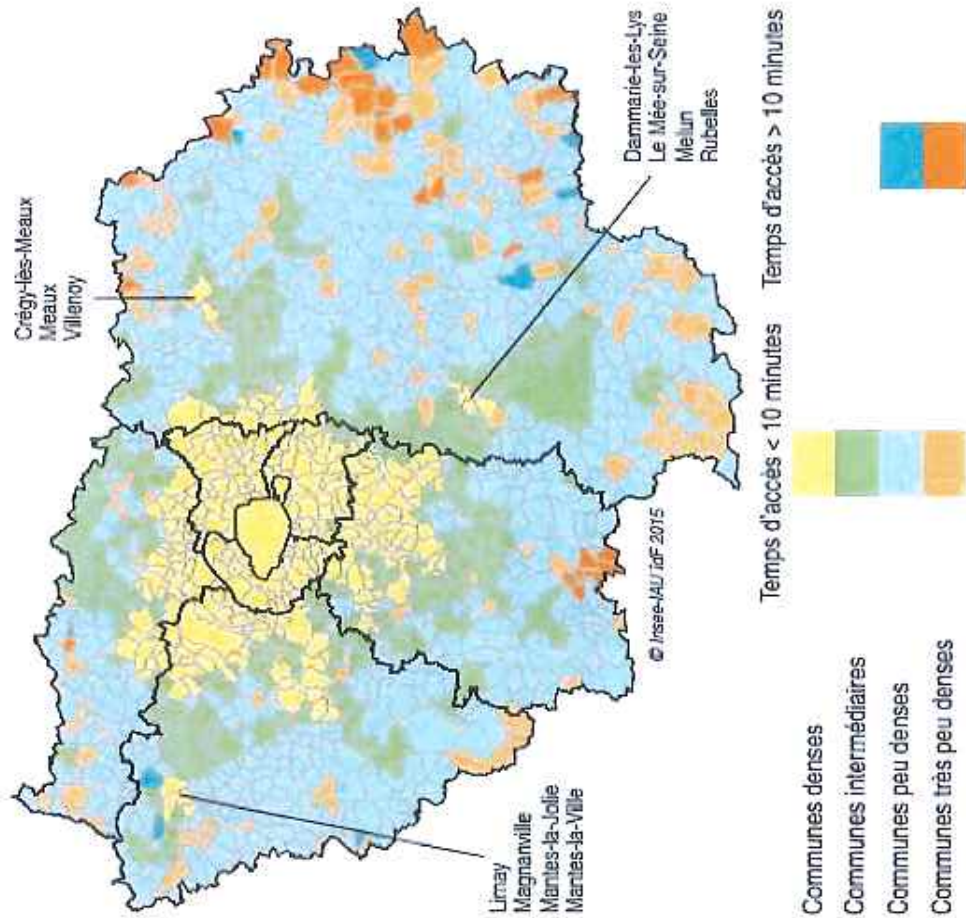 Crégy-lès-Meaux
Meaux
Villenoy
Dammarie-les-Lys
Le Mée-sur-Seine
Melun
Rubelles
© Insee-IAU îdF 2015
Limay
Magnanville
Mantes-la-Jolie
Mantes-la-Ville
Temps d'accès < 10 minutes
Temps d'accès > 10 minutes
Communes denses
Communes intermédiaires
Communes peu denses
Communes très peu denses